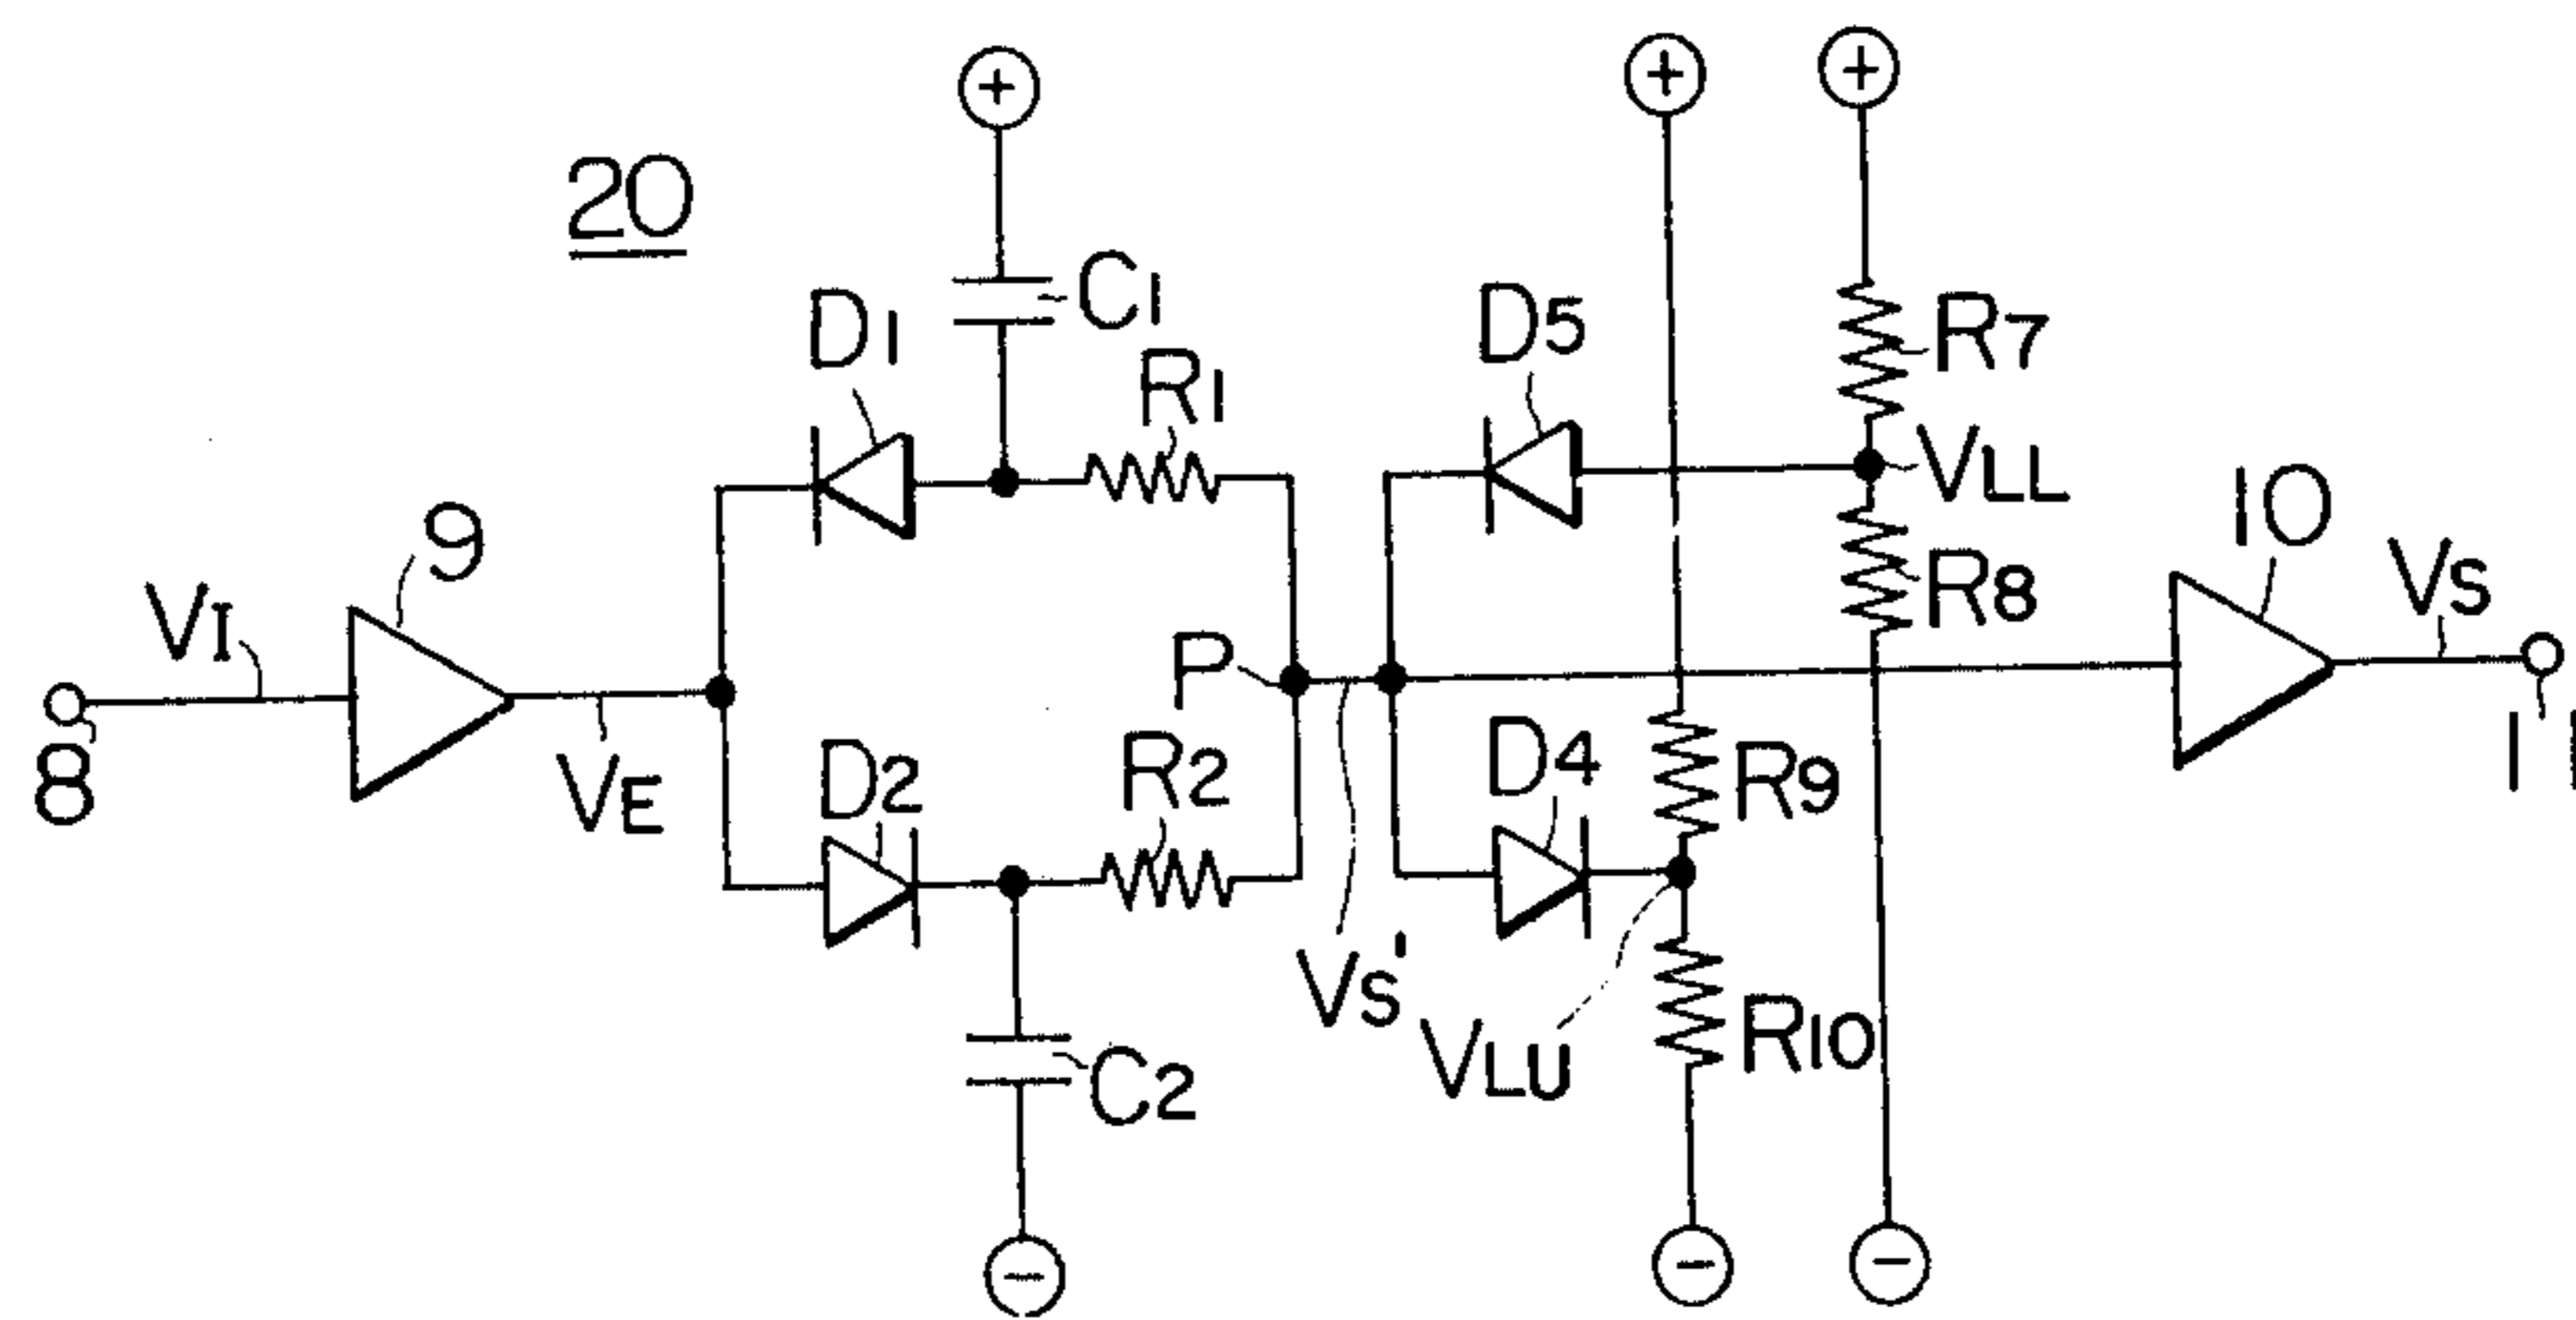 20
+
+
+
C1
D1
R1
D5
R7
VLL
9
10
VI
R8
VS
P
8
VE
D2
R2
D4
R9
11
VS'
VLU
R10
C2
−
−
−